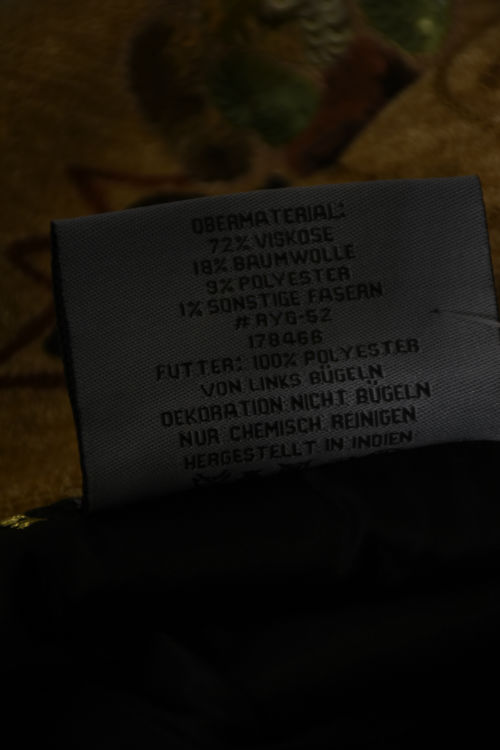 OBERMATERIAL:
72% VISKOSE
18% BAUMWOLLE
9% POLYESTER
1% SONSTIGE FASERN
# RYG-52
178466
FUTTER: 100% POLYESTER
VON LINKS BÜGELN
DEKORATION NICHT BÜGELN
NUR CHEMISCH REINIGEN
HERGESTELLT IN INDIEN